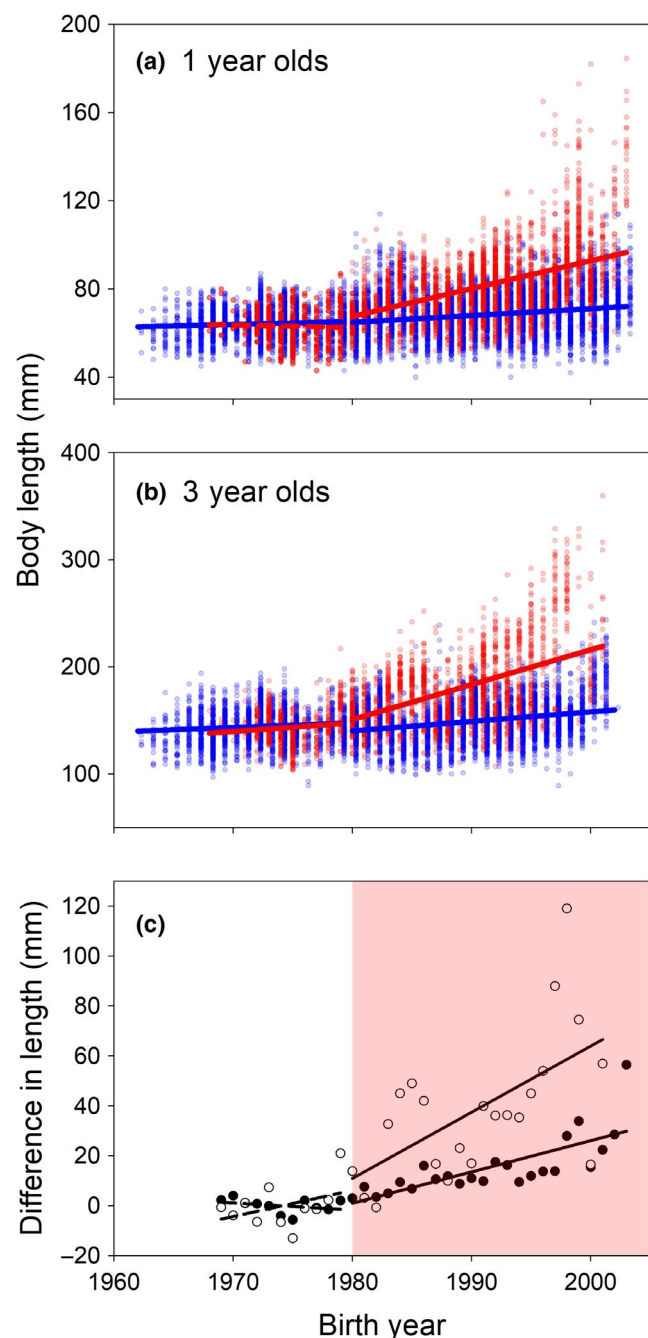 200
(a) 1 year olds
160
120
80
40
Body length (mm)
400
(b) 3 year olds
300
200
100
120
(c)
100
80
60
40
20
0
−20
Difference in length (mm)
1960 1970 1980 1990 2000
Birth year